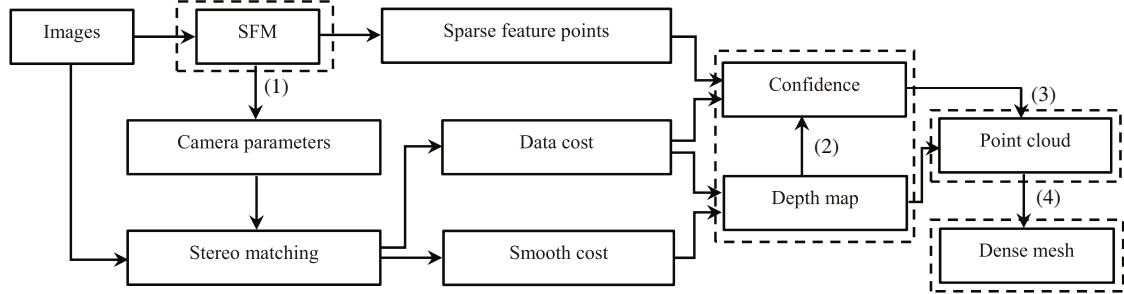 Images
SFM
Sparse feature points
(1)
Confidence
(3)
Camera parameters
Data cost
(2)
Point cloud
Depth map
(4)
Stereo matching
Smooth cost
Dense mesh